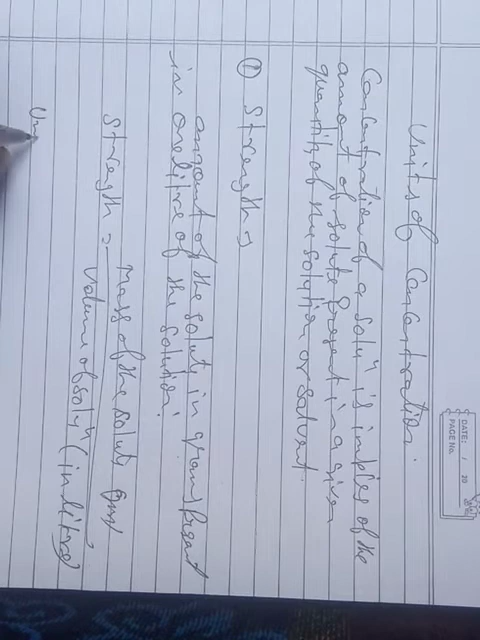 DATE: / 20
PAGE No.
Units of Concentration.
Concentration of a solⁿ is implies of the
amount of solute present in a given
quantity of the solution or solvent.
① Strength →
amount of the solute in gram present
in one litre of the solution.
Strength = Mass of the solute gm
Volume of solⁿ (in litre)
Un